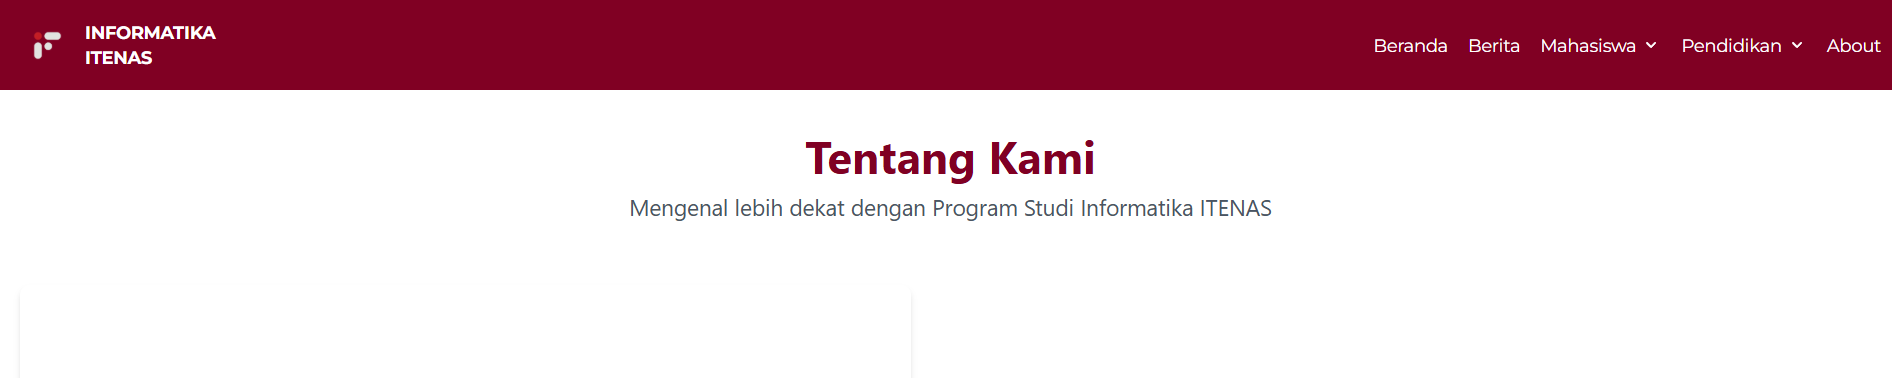 INFORMATIKA
ITENAS
Beranda Berita Mahasiswa Pendidikan About
Tentang Kami
Mengenal lebih dekat dengan Program Studi Informatika ITENAS